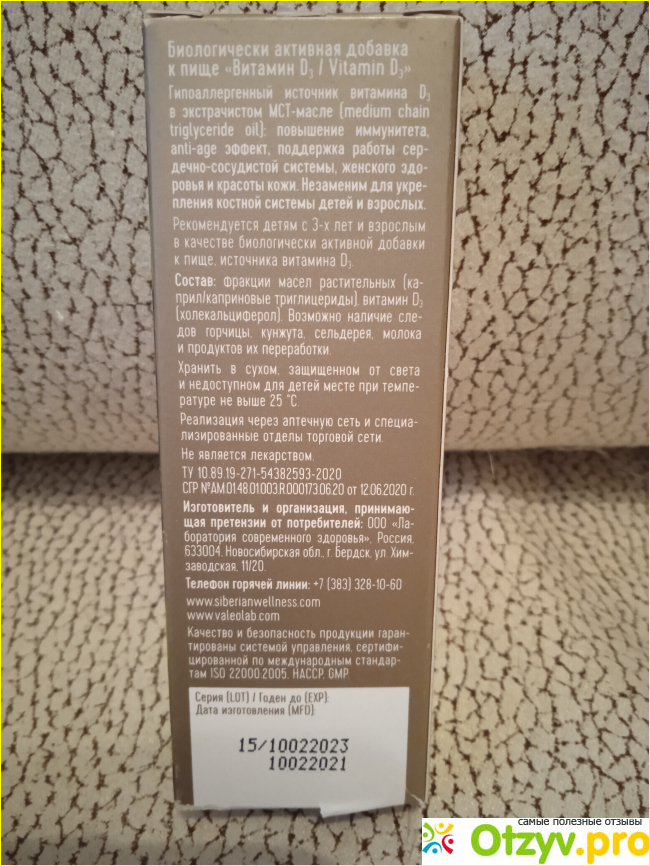 Биологически активная добавка
к пище «Витамин D₃ / Vitamin D₃»
Гипоаллергенный источник витамина D₃
в экстрачистом МСТ-масле (medium chain
triglyceride oil): повышение иммунитета,
anti-age эффект, поддержка работы сер-
дечно-сосудистой системы, женского здо-
ровья и красоты кожи. Незаменим для укре-
пления костной системы детей и взрослых.
Рекомендуется детям с 3-х лет и взрослым
в качестве биологически активной добавки
к пище, источника витамина D₃.
Состав: фракции масел растительных (ка-
прил/каприновые триглицериды), витамин D₃
(холекальциферол). Возможно наличие сле-
дов горчицы, кунжута, сельдерея, молока
и продуктов их переработки.
Хранить в сухом, защищенном от света
и недоступном для детей месте при темпе-
ратуре не выше 25 °С.
Реализация через аптечную сеть и специа-
лизированные отделы торговой сети.
Не является лекарством.
ТУ 10.89.19-271-54382593-2020
СГР №AM.01.48.01.003.R.000173.06.20 от 12.06.2020 г.
Изготовитель и организация, принимаю-
щая претензии от потребителей: ООО «Ла-
боратория современного здоровья», Россия,
633004, Новосибирская обл., г. Бердск, ул. Хим-
заводская, 11/20.
Телефон горячей линии: +7 (383) 328-10-60
www.siberianwellness.com
www.valeolab.com
Качество и безопасность продукции гаран-
тированы системой управления, сертифи-
цированной по международным стандар-
там ISO 22000:2005, HACCP, GMP
Серия (LOT) / Годен до (EXP):
Дата изготовления (MFD):
15/10022023
10022021
самые полезные отзывы
Otzyv.pro